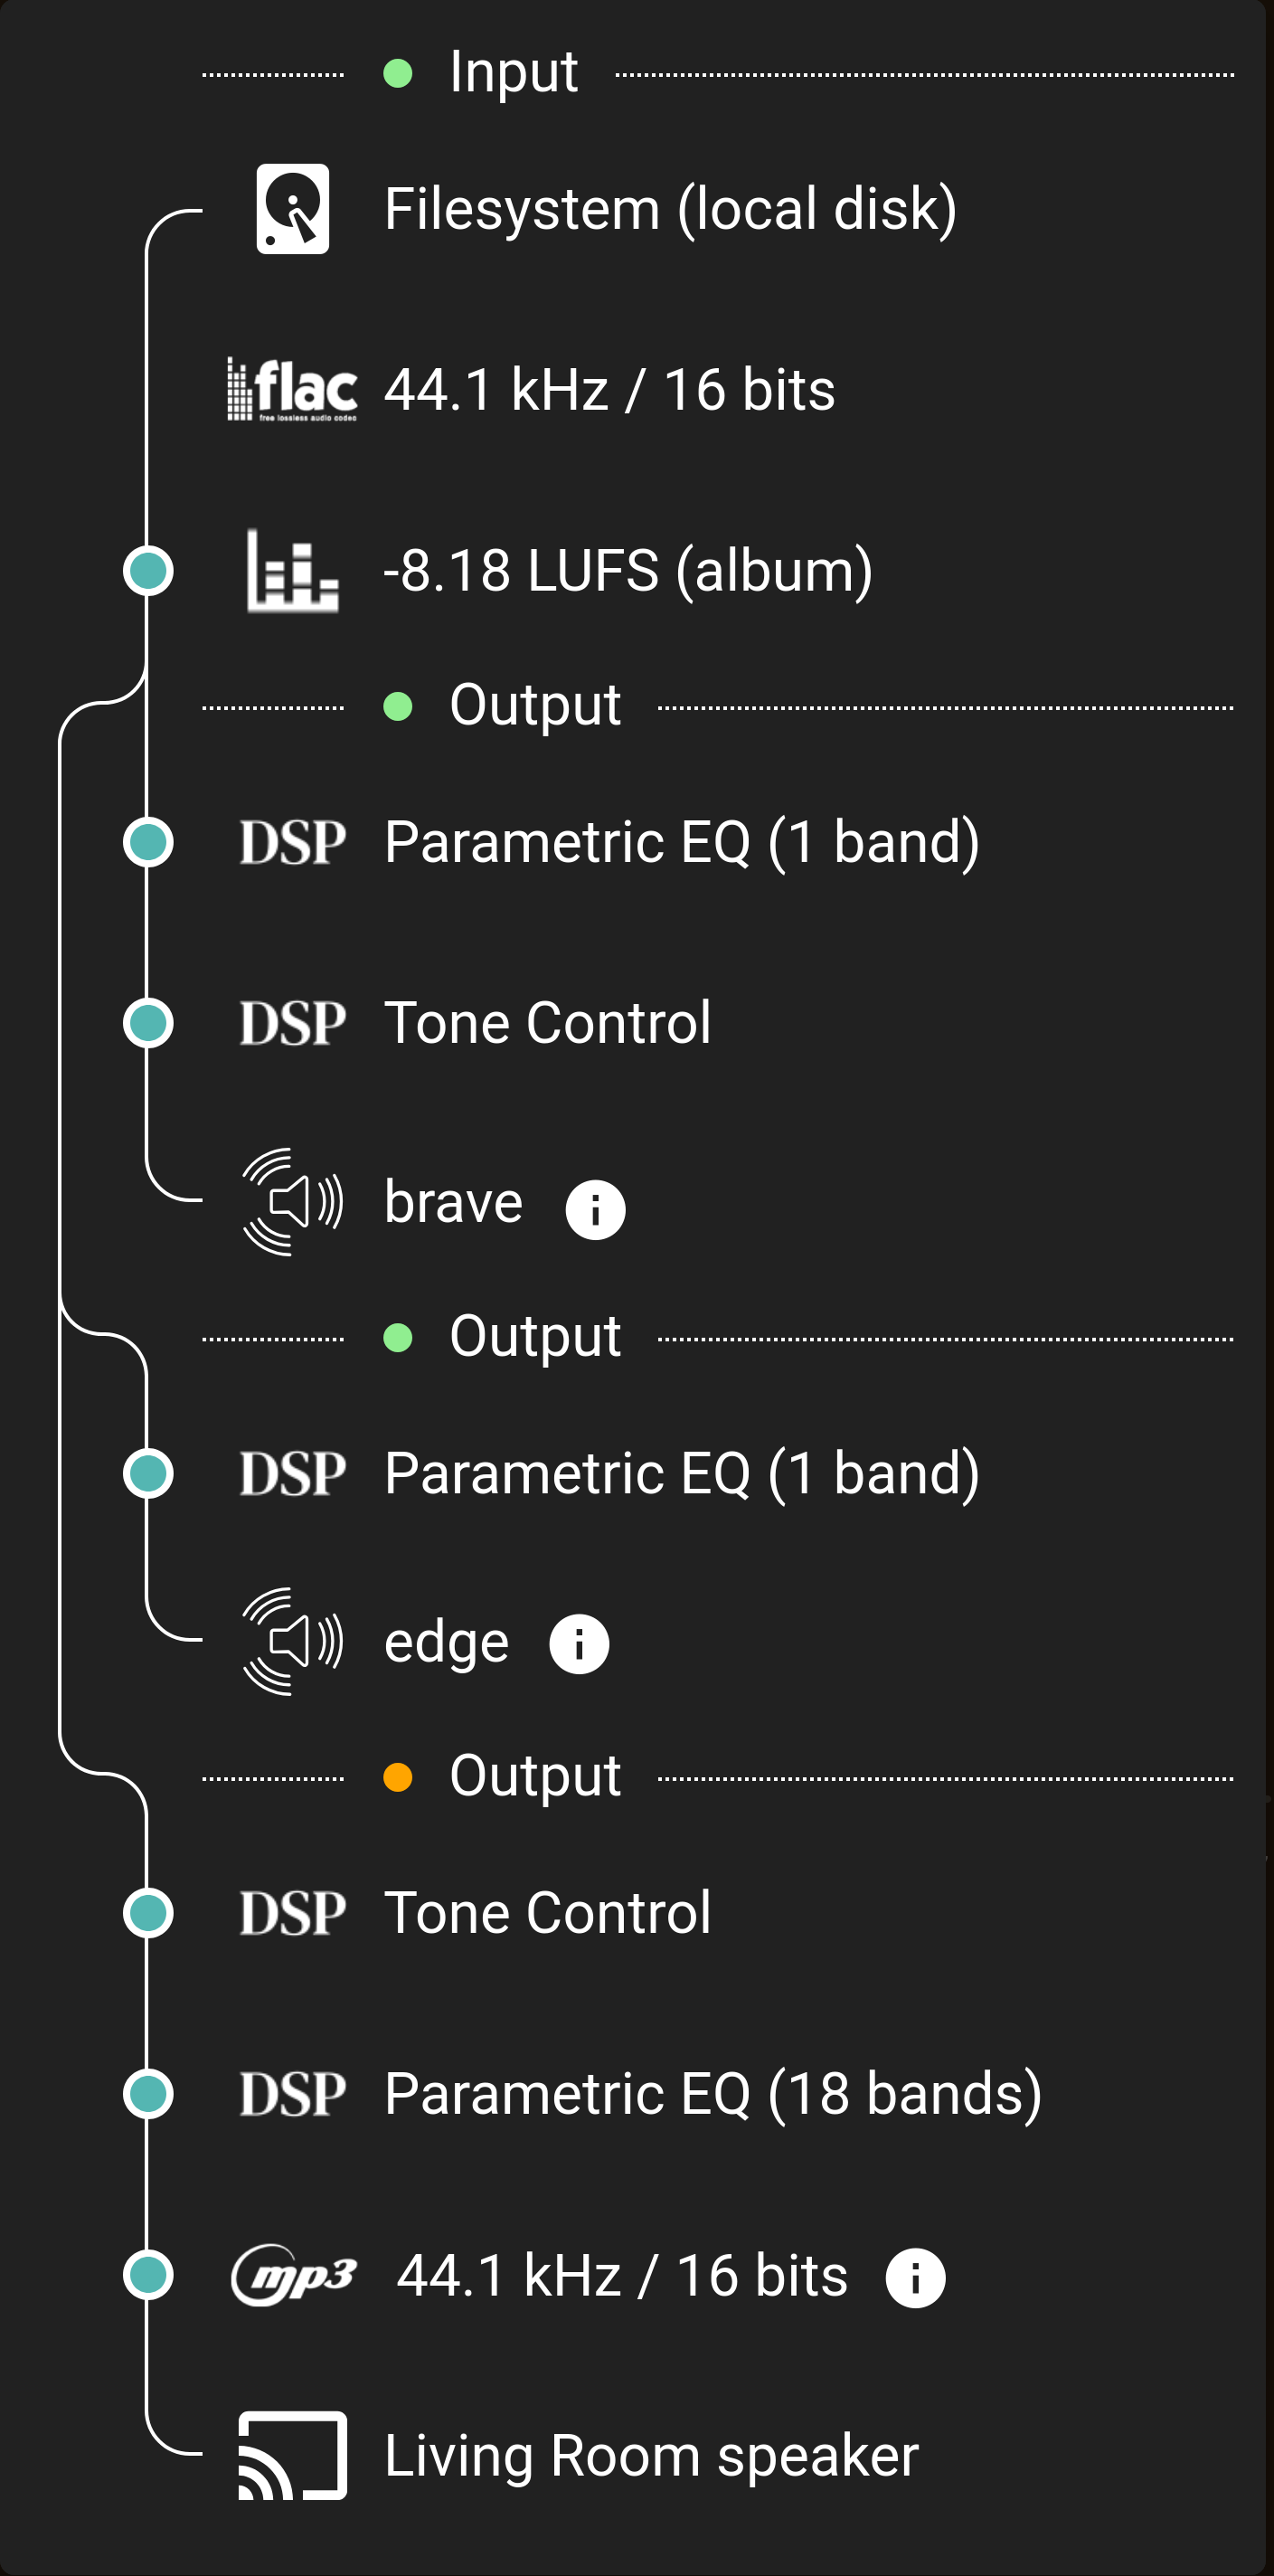 Input
Filesystem (local disk)
flac 44.1 kHz / 16 bits
free lossless audio codec
-8.18 LUFS (album)
Output
DSP Parametric EQ (1 band)
DSP Tone Control
brave i
Output
DSP Parametric EQ (1 band)
edge i
Output
DSP Tone Control
DSP Parametric EQ (18 bands)
mp3 44.1 kHz / 16 bits i
Living Room speaker